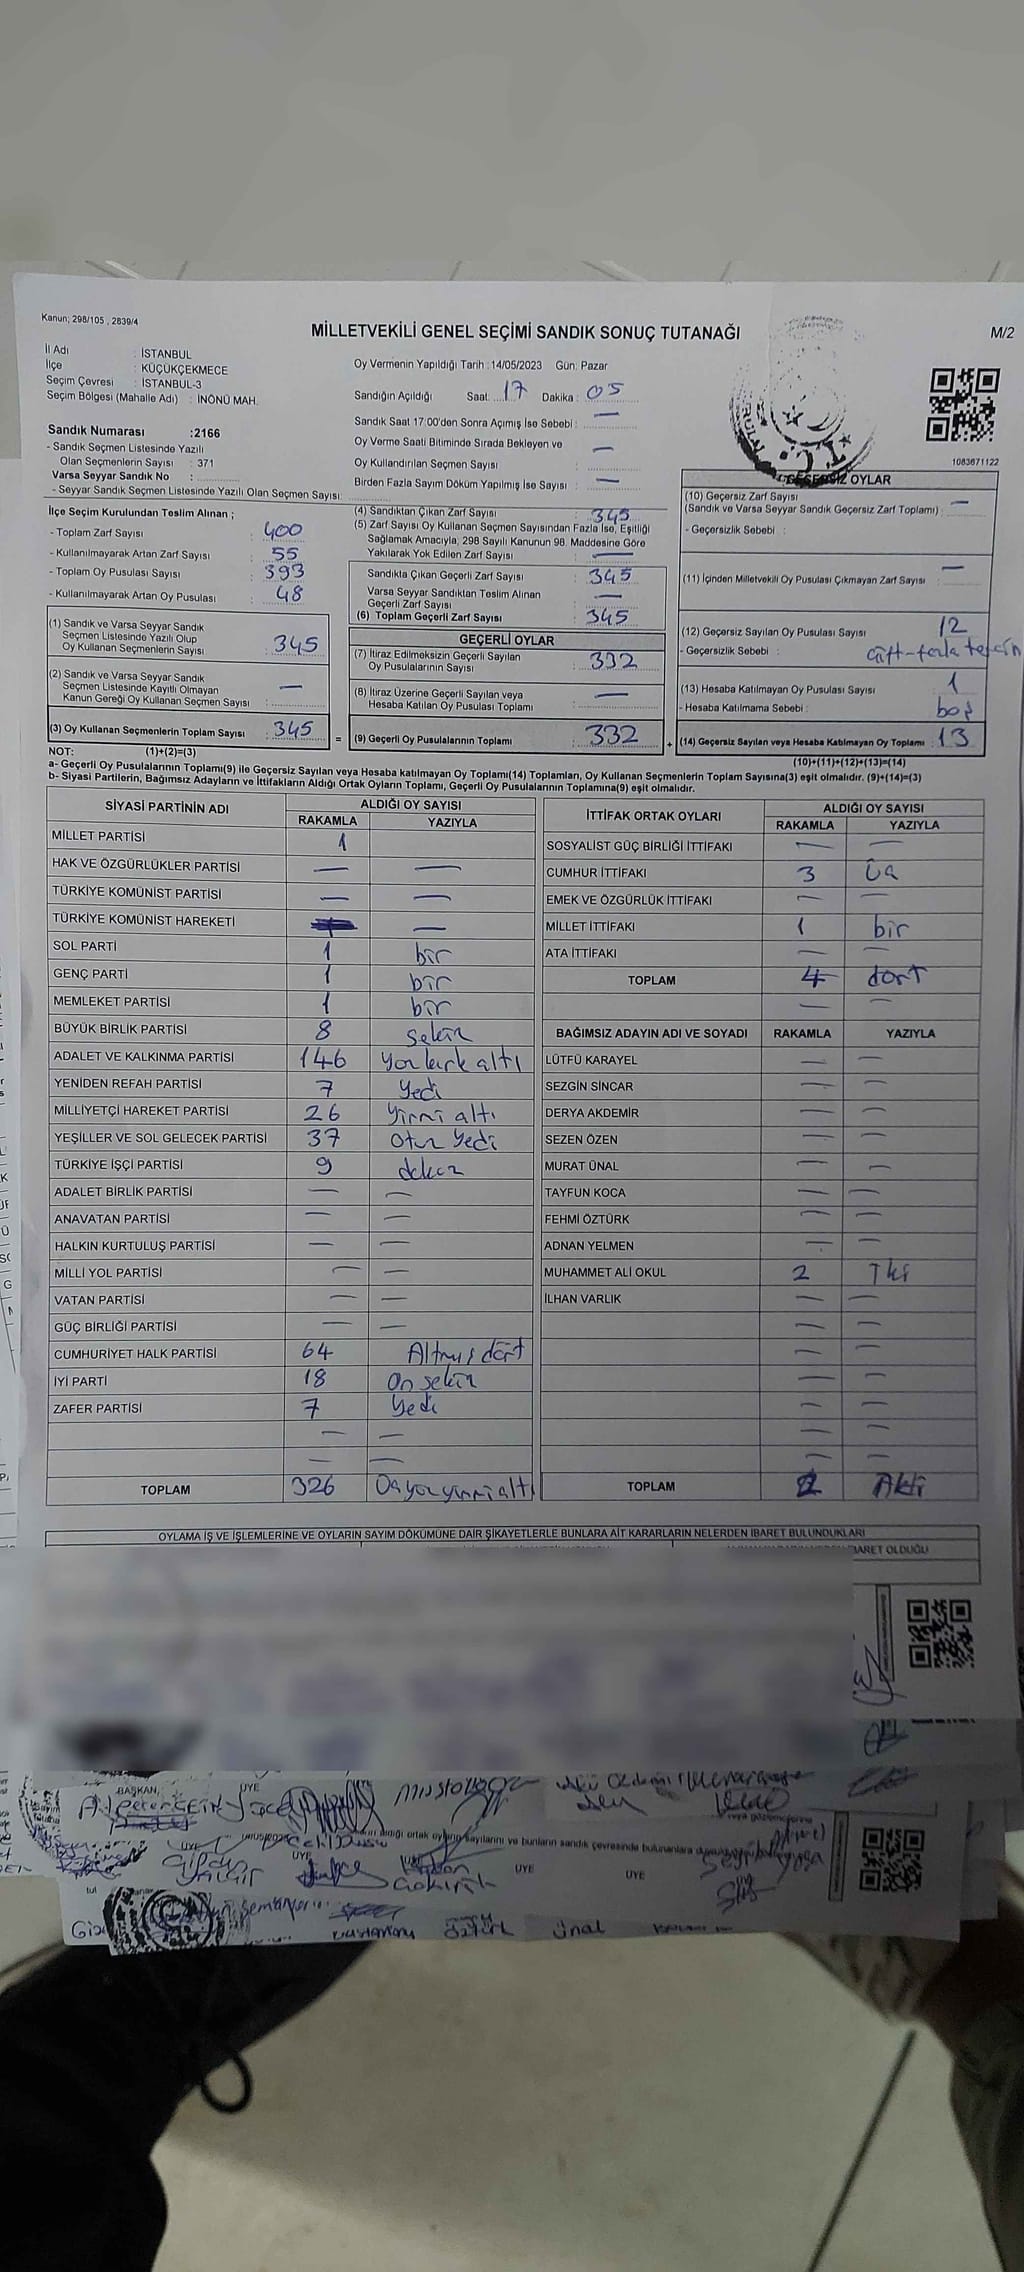 Kanun; 298/105 , 2839/4
MİLLETVEKİLİ GENEL SEÇİMİ SANDIK SONUÇ TUTANAĞI
M/2
İl Adı : İSTANBUL
İlçe : KÜÇÜKÇEKMECE
Seçim Çevresi : İSTANBUL-3
Seçim Bölgesi (Mahalle Adı) : İNÖNÜ MAH.
Sandık Numarası :2166
- Sandık Seçmen Listesinde Yazılı
Olan Seçmenlerin Sayısı : 371
Varsa Seyyar Sandık No :
- Seyyar Sandık Seçmen Listesinde Yazılı Olan Seçmen Sayısı:
Oy Vermenin Yapıldığı Tarih :14/05/2023 Gün: Pazar
Sandığın Açıldığı Saat: 17 Dakika : 05
Sandık Saat 17:00'den Sonra Açımış İse Sebebi : —
Oy Verme Saati Bitiminde Sırada Bekleyen ve
Oy Kullandırılan Seçmen Sayısı : —
Birden Fazla Sayım Döküm Yapılmış İse Sayısı : —
1083671122
İlçe Seçim Kurulundan Teslim Alınan ;
- Toplam Zarf Sayısı : 400
- Kullanılmayarak Artan Zarf Sayısı : 55
- Toplam Oy Pusulası Sayısı : 393
- Kullanılmayarak Artan Oy Pusulası : 48
(1) Sandık ve Varsa Seyyar Sandık
Seçmen Listesinde Yazılı Olup
Oy Kullanan Seçmenlerin Sayısı : 345
(2) Sandık ve Varsa Seyyar Sandık
Seçmen Listesinde Kayıtlı Olmayan
Kanun Gereği Oy Kullanan Seçmen Sayısı : —
(3) Oy Kullanan Seçmenlerin Toplam Sayısı : 345
(4) Sandıktan Çıkan Zarf Sayısı : 345
(5) Zarf Sayısı Oy Kullanan Seçmen Sayısından Fazla İse, Eşitliği
Sağlamak Amacıyla, 298 Sayılı Kanunun 98. Maddesine Göre
Yakılarak Yok Edilen Zarf Sayısı : —
Sandıkta Çıkan Geçerli Zarf Sayısı : 345
Varsa Seyyar Sandıktan Teslim Alınan
Geçerli Zarf Sayısı : —
(6) Toplam Geçerli Zarf Sayısı : 345
GEÇERLİ OYLAR
(7) İtiraz Edilmeksizin Geçerli Sayılan
Oy Pusulalarının Sayısı : 332
(8) İtiraz Üzerine Geçerli Sayılan veya
Hesaba Katılan Oy Pusulası Toplamı : —
= (9) Geçerli Oy Pusulalarının Toplamı : 332
GEÇERSİZ OYLAR
(10) Geçersiz Zarf Sayısı
(Sandık ve Varsa Seyyar Sandık Geçersiz Zarf Toplamı) : —
- Geçersizlik Sebebi :
(11) İçinden Milletvekili Oy Pusulası Çıkmayan Zarf Sayısı : —
(12) Geçersiz Sayılan Oy Pusulası Sayısı : 12
- Geçersizlik Sebebi : çift-fazla tercih
(13) Hesaba Katılmayan Oy Pusulası Sayısı : 1
- Hesaba Katılmama Sebebi : boş
+ (14) Geçersiz Sayılan veya Hesaba Katılmayan Oy Toplamı : 13
NOT: (1)+(2)=(3)
(10)+(11)+(12)+(13)=(14)
a- Geçerli Oy Pusulalarının Toplamı(9) ile Geçersiz Sayılan veya Hesaba katılmayan Oy Toplamı(14) Toplamları, Oy Kullanan Seçmenlerin Toplam Sayısına(3) eşit olmalıdır. (9)+(14)=(3)
b- Siyasi Partilerin, Bağımsız Adayların ve İttifakların Aldığı Ortak Oyların Toplamı, Geçerli Oy Pusulalarının Toplamına(9) eşit olmalıdır.
SİYASİ PARTİNİN ADI ALDIĞI OY SAYISI
RAKAMLA YAZIYLA
MİLLET PARTİSİ 1
HAK VE ÖZGÜRLÜKLER PARTİSİ — —
TÜRKİYE KOMÜNİST PARTİSİ — —
TÜRKİYE KOMÜNİST HAREKETİ —
SOL PARTİ 1 bir
GENÇ PARTİ 1 bir
MEMLEKET PARTİSİ 1 bir
BÜYÜK BİRLİK PARTİSİ 8 sekiz
ADALET VE KALKINMA PARTİSİ 146 yüz kırk altı
YENİDEN REFAH PARTİSİ 7 yedi
MİLLİYETÇİ HAREKET PARTİSİ 26 yirmi altı
YEŞİLLER VE SOL GELECEK PARTİSİ 37 otuz yedi
TÜRKİYE İŞÇİ PARTİSİ 9 dokuz
ADALET BİRLİK PARTİSİ — —
ANAVATAN PARTİSİ — —
HALKIN KURTULUŞ PARTİSİ — —
MİLLİ YOL PARTİSİ — —
VATAN PARTİSİ — —
GÜÇ BİRLİĞİ PARTİSİ — —
CUMHURİYET HALK PARTİSİ 64 Altmış dört
İYİ PARTİ 18 on sekiz
ZAFER PARTİSİ 7 yedi
— —
— —
TOPLAM 326 Üçyüzyirmialtı
İTTİFAK ORTAK OYLARI ALDIĞI OY SAYISI
RAKAMLA YAZIYLA
SOSYALİST GÜÇ BİRLİĞİ İTTİFAKI — —
CUMHUR İTTİFAKI 3 üç
EMEK VE ÖZGÜRLÜK İTTİFAKI — —
MİLLET İTTİFAKI 1 bir
ATA İTTİFAKI — —
TOPLAM 4 dört
— —
BAĞIMSIZ ADAYIN ADI VE SOYADI RAKAMLA YAZIYLA
LÜTFÜ KARAYEL — —
SEZGİN SİNCAR — —
DERYA AKDEMİR — —
SEZEN ÖZEN — —
MURAT ÜNAL — —
TAYFUN KOCA — —
FEHMİ ÖZTÜRK — —
ADNAN YELMEN — —
MUHAMMET ALİ OKUL 2 İki
İLHAN VARLIK — —
— —
— —
— —
— —
— —
— —
TOPLAM 2
OYLAMA İŞ VE İŞLEMLERİNE VE OYLARIN SAYIM DÖKÜMÜNE DAİR ŞİKAYETLERLE BUNLARA AİT KARARLARIN NELERDEN İBARET BULUNDUKLARI
BARET OLDUĞU
BAŞKAN ÜYE
aldığı ortak oy sayılarını ve bunların sandık çevresinde bulunanlara
ÜYE ÜYE ÜYE ÜYE
öztürk ünal